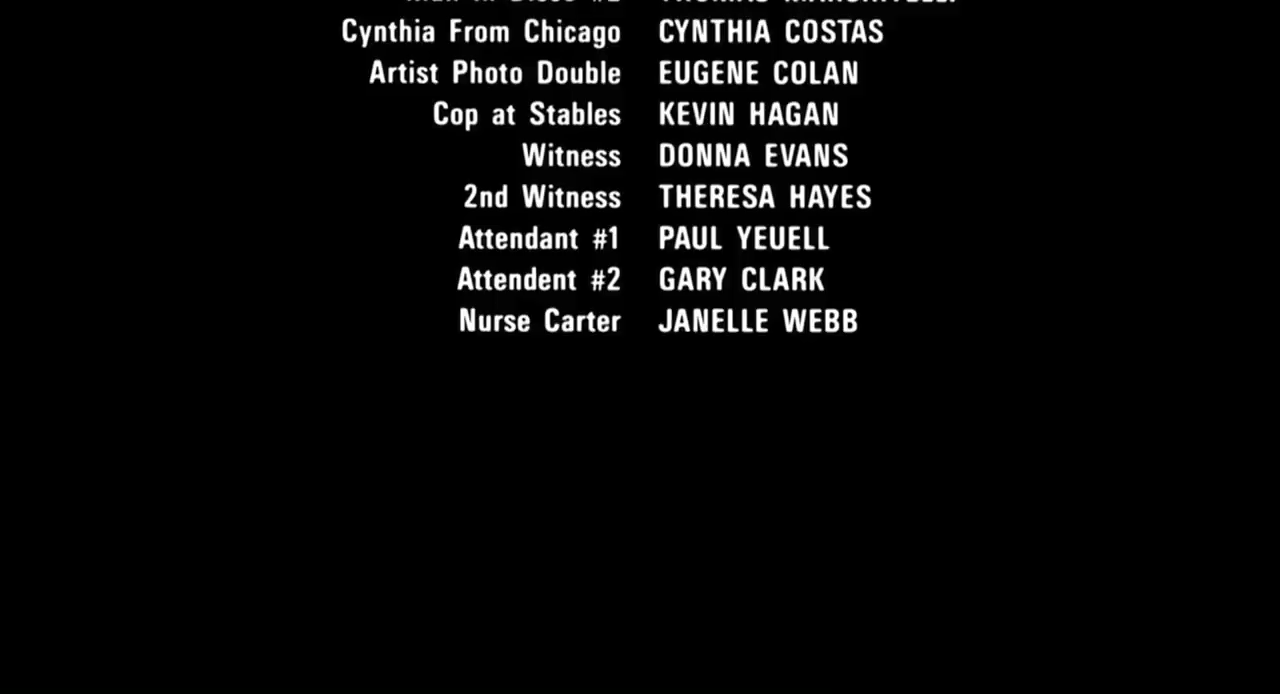 Cynthia From Chicago CYNTHIA COSTAS
Artist Photo Double EUGENE COLAN
Cop at Stables KEVIN HAGAN
Witness DONNA EVANS
2nd Witness THERESA HAYES
Attendant #1 PAUL YEUELL
Attendent #2 GARY CLARK
Nurse Carter JANELLE WEBB